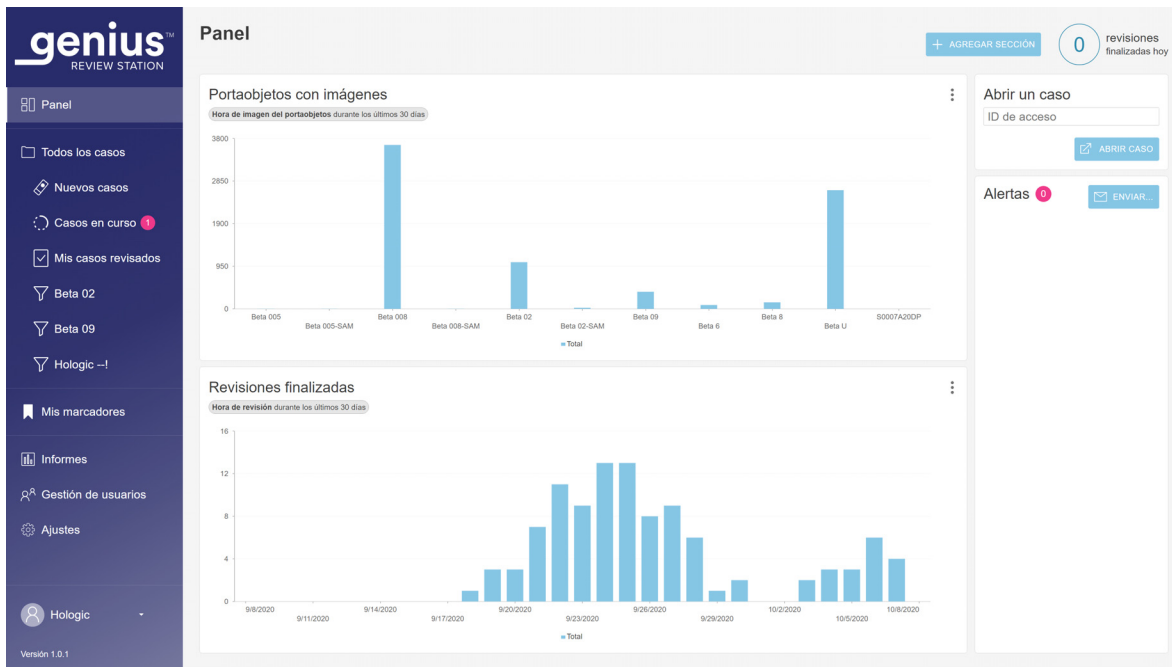 genius™
REVIEW STATION
Panel
Todos los casos
Nuevos casos
Casos en curso 1
Mis casos revisados
Beta 02
Beta 09
Hologic --!
Mis marcadores
Informes
Gestión de usuarios
Ajustes
Hologic
Versión 1.0.1
Panel
+ AGREGAR SECCIÓN
0
revisiones
finalizadas hoy
Portaobjetos con imágenes
Hora de imagen del portaobjetos durante los últimos 30 días
3800
2850
1900
950
0
Beta 005
Beta 005-SAM
Beta 008
Beta 008-SAM
Beta 02
Beta 02-SAM
Beta 09
Beta 6
Beta 8
Beta U
S0007A20DP
Total
Revisiones finalizadas
Hora de revisión durante los últimos 30 días
16
12
8
4
0
9/8/2020
9/11/2020
9/14/2020
9/17/2020
9/20/2020
9/23/2020
9/26/2020
9/29/2020
10/2/2020
10/5/2020
10/8/2020
Total
Abrir un caso
ID de acceso
ABRIR CASO
Alertas 0
ENVIAR...